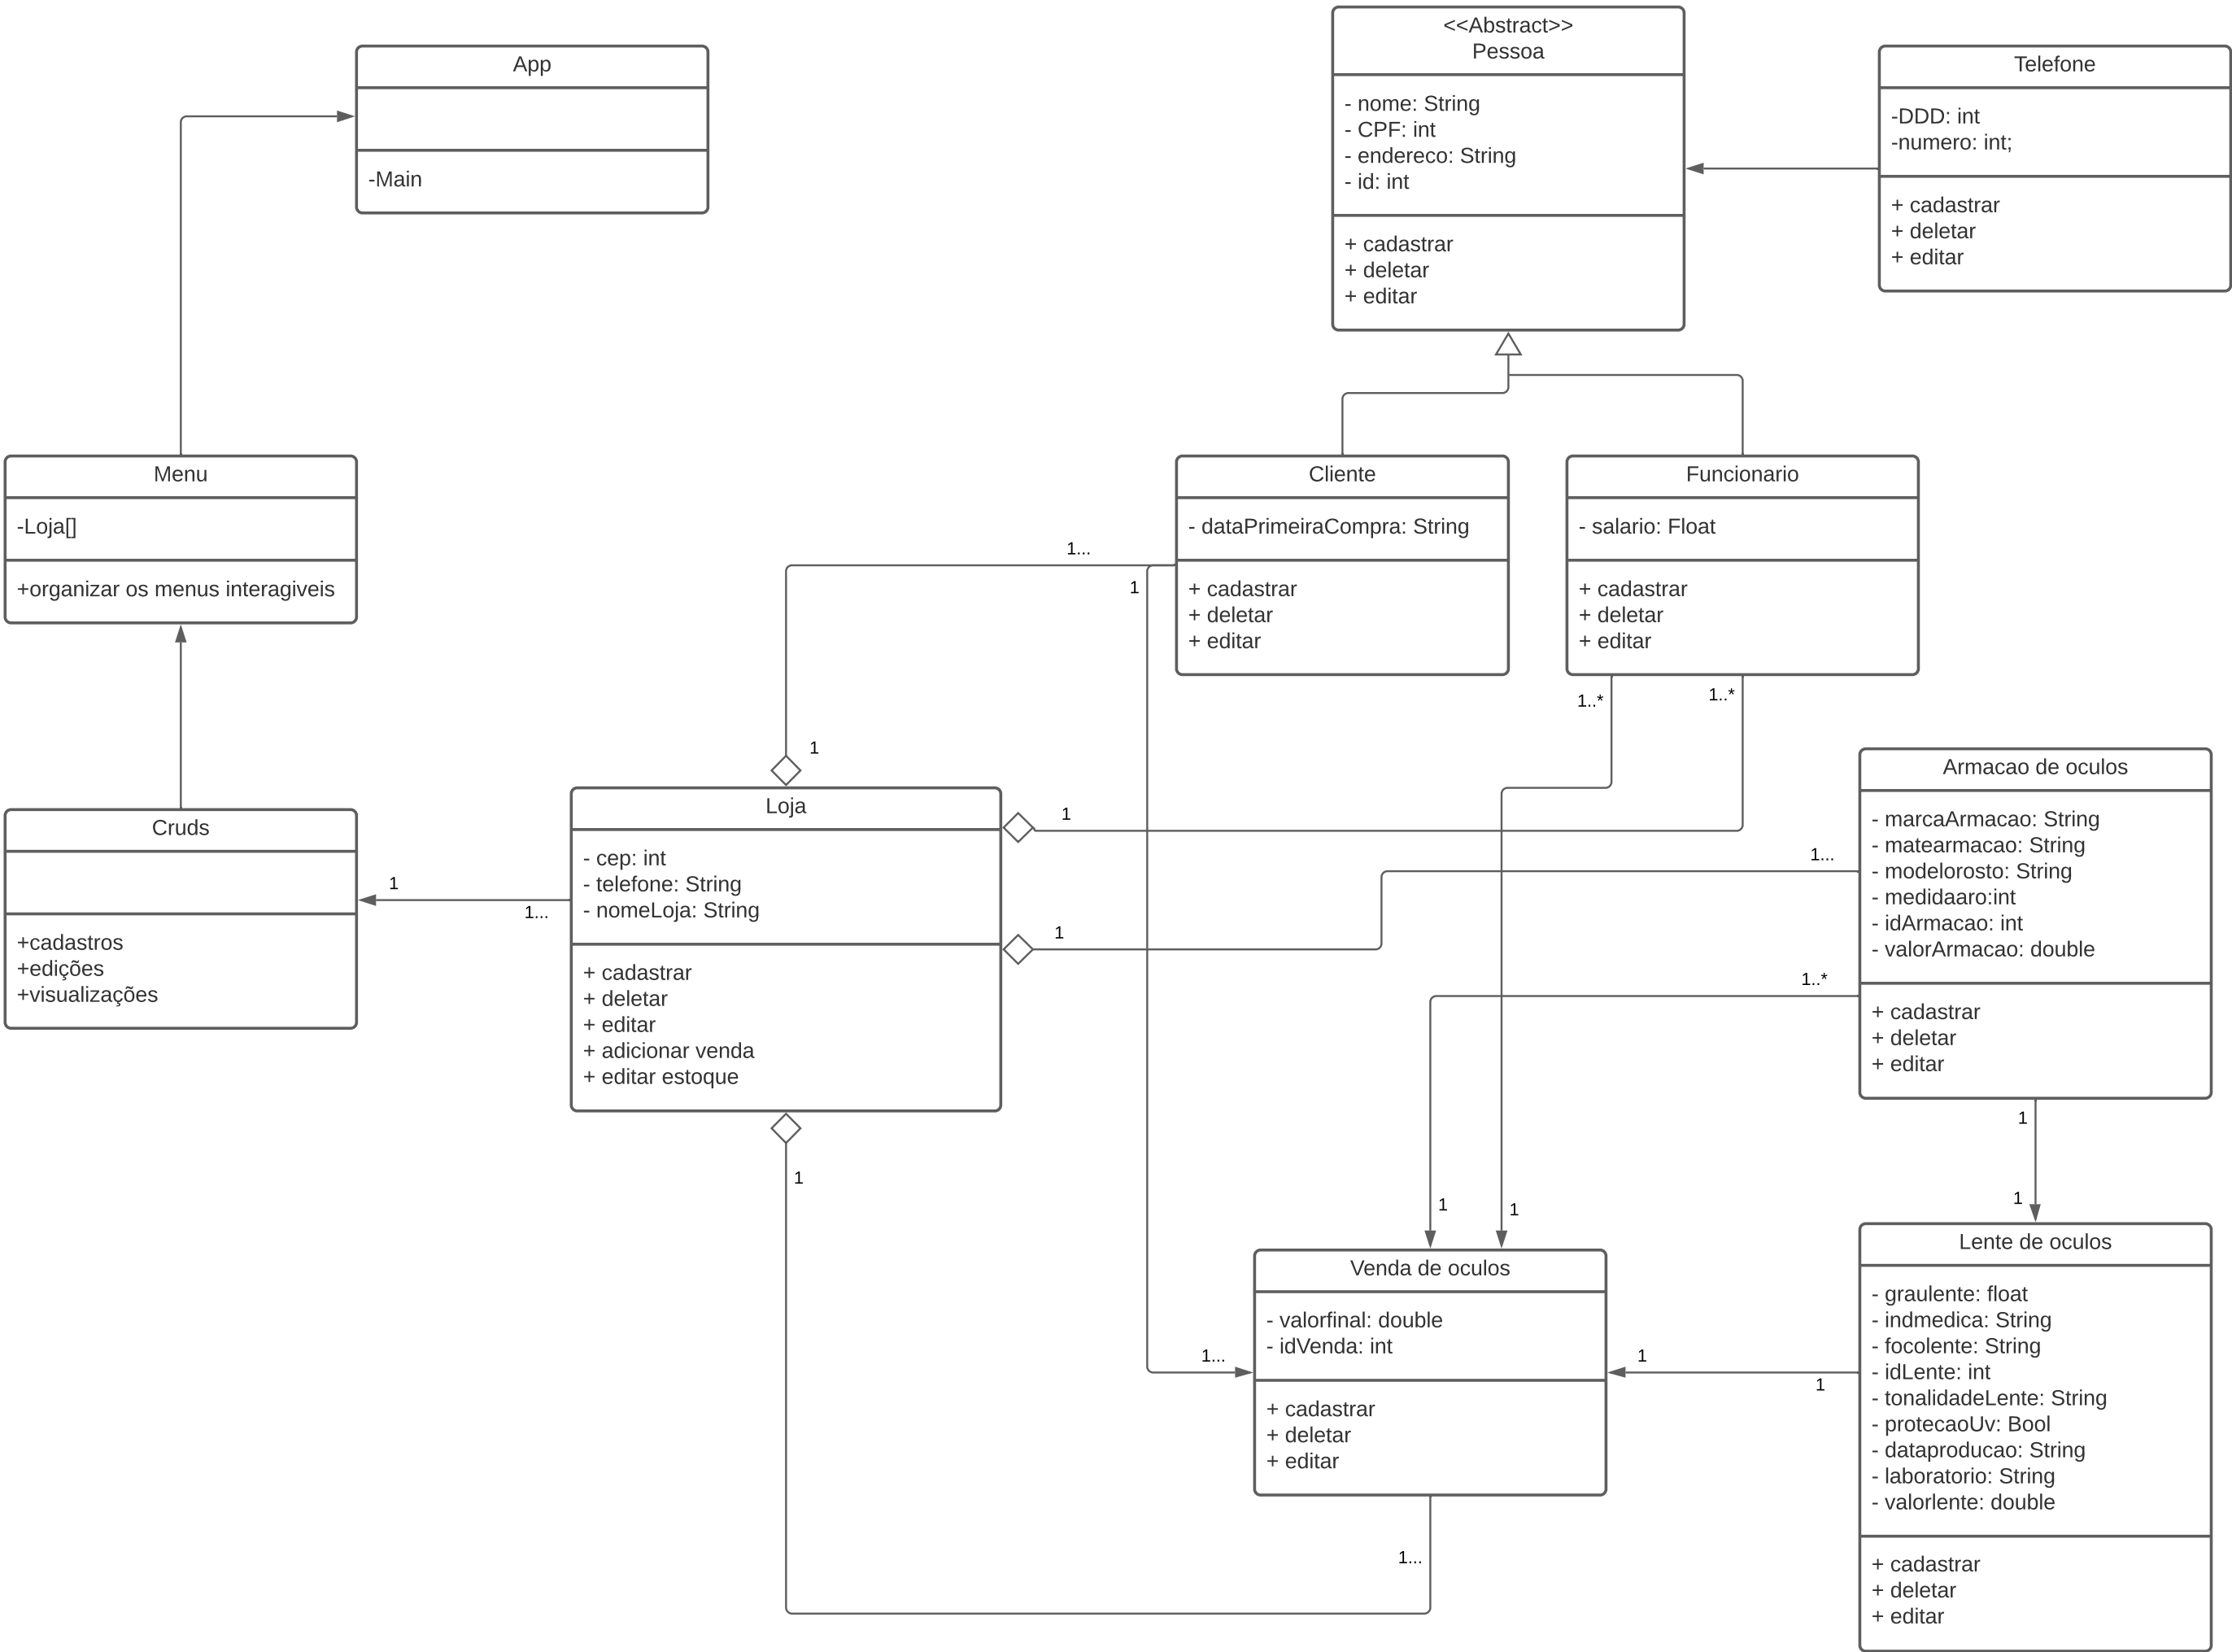 App
-Main
<<Abstract>>
Pessoa
- nome: String
- CPF: int
- endereco: String
- id: int
+ cadastrar
+ deletar
+ editar
Telefone
-DDD: int
-numero: int;
+ cadastrar
+ deletar
+ editar
Menu
-Loja[]
+organizar os menus interagiveis
Cliente
- dataPrimeiraCompra: String
+ cadastrar
+ deletar
+ editar
Funcionario
- salario: Float
+ cadastrar
+ deletar
+ editar
1...
1
1
1..*
1..*
Cruds
+cadastros
+edições
+visualizações
1
1...
Loja
- cep: int
- telefone: String
- nomeLoja: String
+ cadastrar
+ deletar
+ editar
+ adicionar venda
+ editar estoque
1
1
1...
1..*
Armacao de oculos
- marcaArmacao: String
- matearmacao: String
- modelorosto: String
- medidaaro:int
- idArmacao: int
- valorArmacao: double
+ cadastrar
+ deletar
+ editar
1
1
1
1
1
Venda de oculos
- valorfinal: double
- idVenda: int
+ cadastrar
+ deletar
+ editar
1...
1
1
1...
Lente de oculos
- graulente: float
- indmedica: String
- focolente: String
- idLente: int
- tonalidadeLente: String
- protecaoUv: Bool
- dataproducao: String
- laboratorio: String
- valorlente: double
+ cadastrar
+ deletar
+ editar